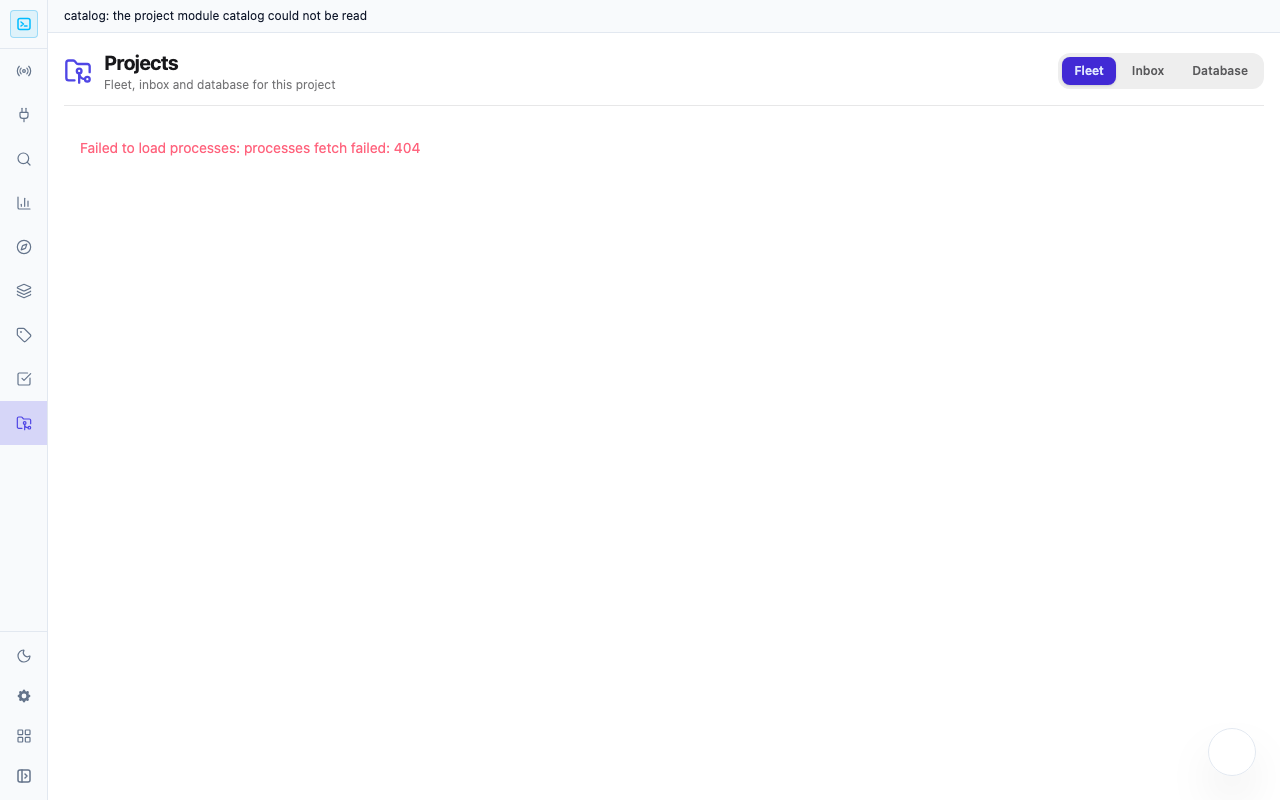 catalog: the project module catalog could not be read
Projects
Fleet, inbox and database for this project
Fleet
Inbox
Database
Failed to load processes: processes fetch failed: 404